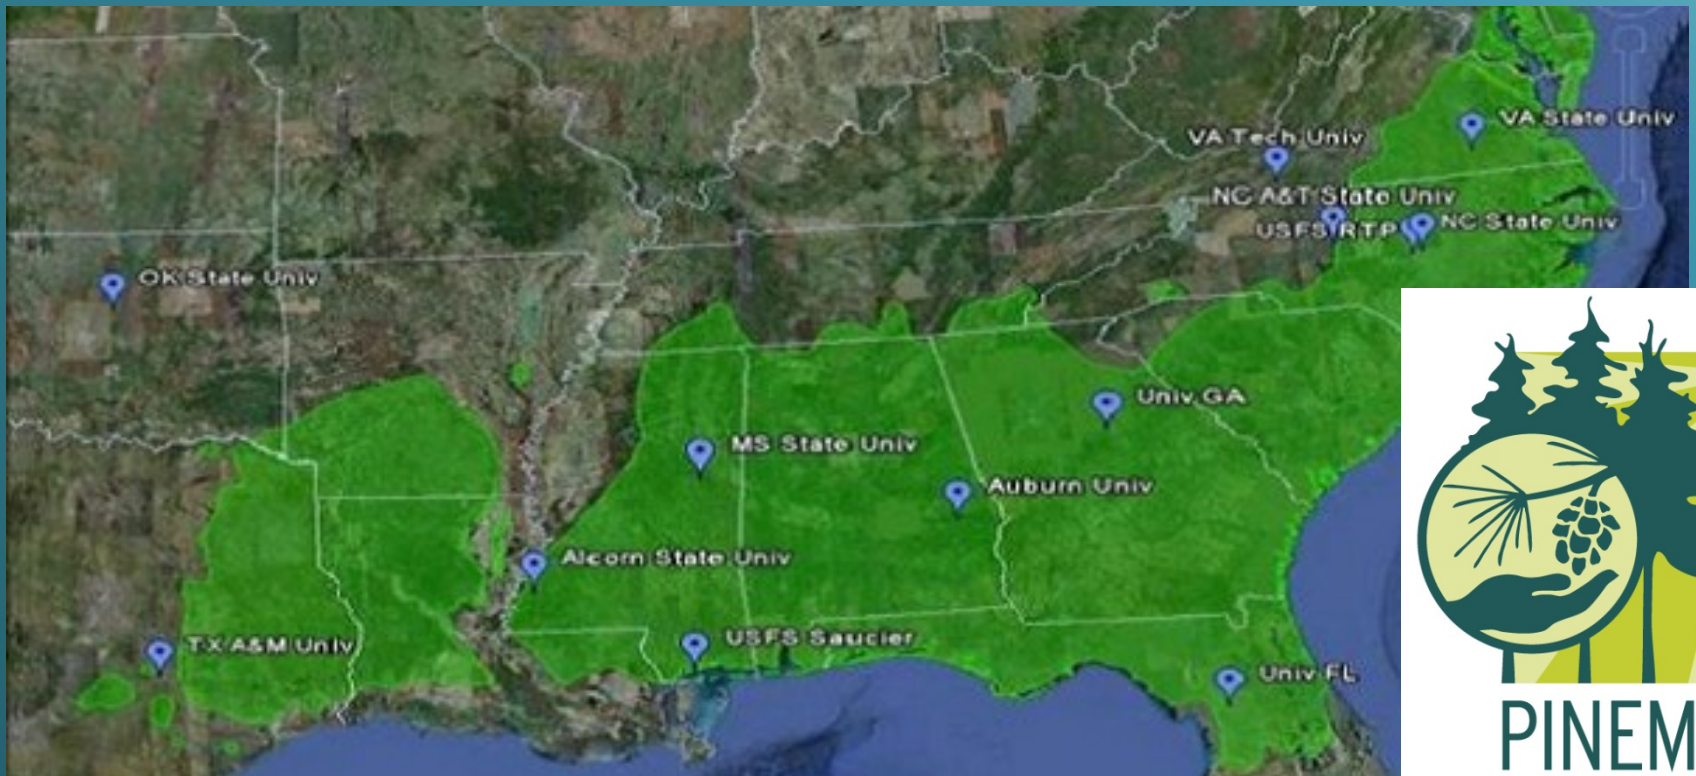 VA State Univ
VA Tech Univ
NC A&T State Univ
USFS RTP
NC State Univ
OK State Univ
Univ GA
MS State Univ
Auburn Univ
Alcorn State Univ
USFS Saucier
TX A&M Univ
Univ FL
PINEM